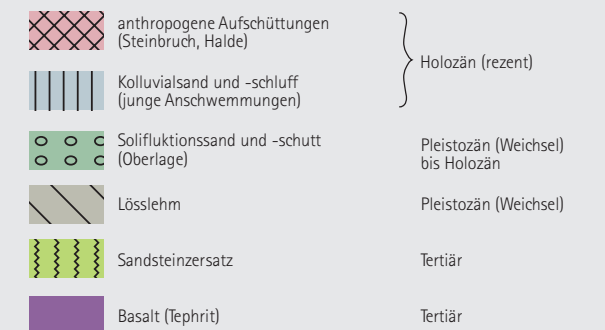 anthropogene Aufschüttungen
(Steinbruch, Halde)
Holozän (rezent)
Kolluvialsand und -schluff
(junge Anschwemmungen)
Solifluktionssand und -schutt
(Oberlage)
Pleistozän (Weichsel)
bis Holozän
Lösslehm
Pleistozän (Weichsel)
Sandsteinzersatz
Tertiär
Basalt (Tephrit)
Tertiär